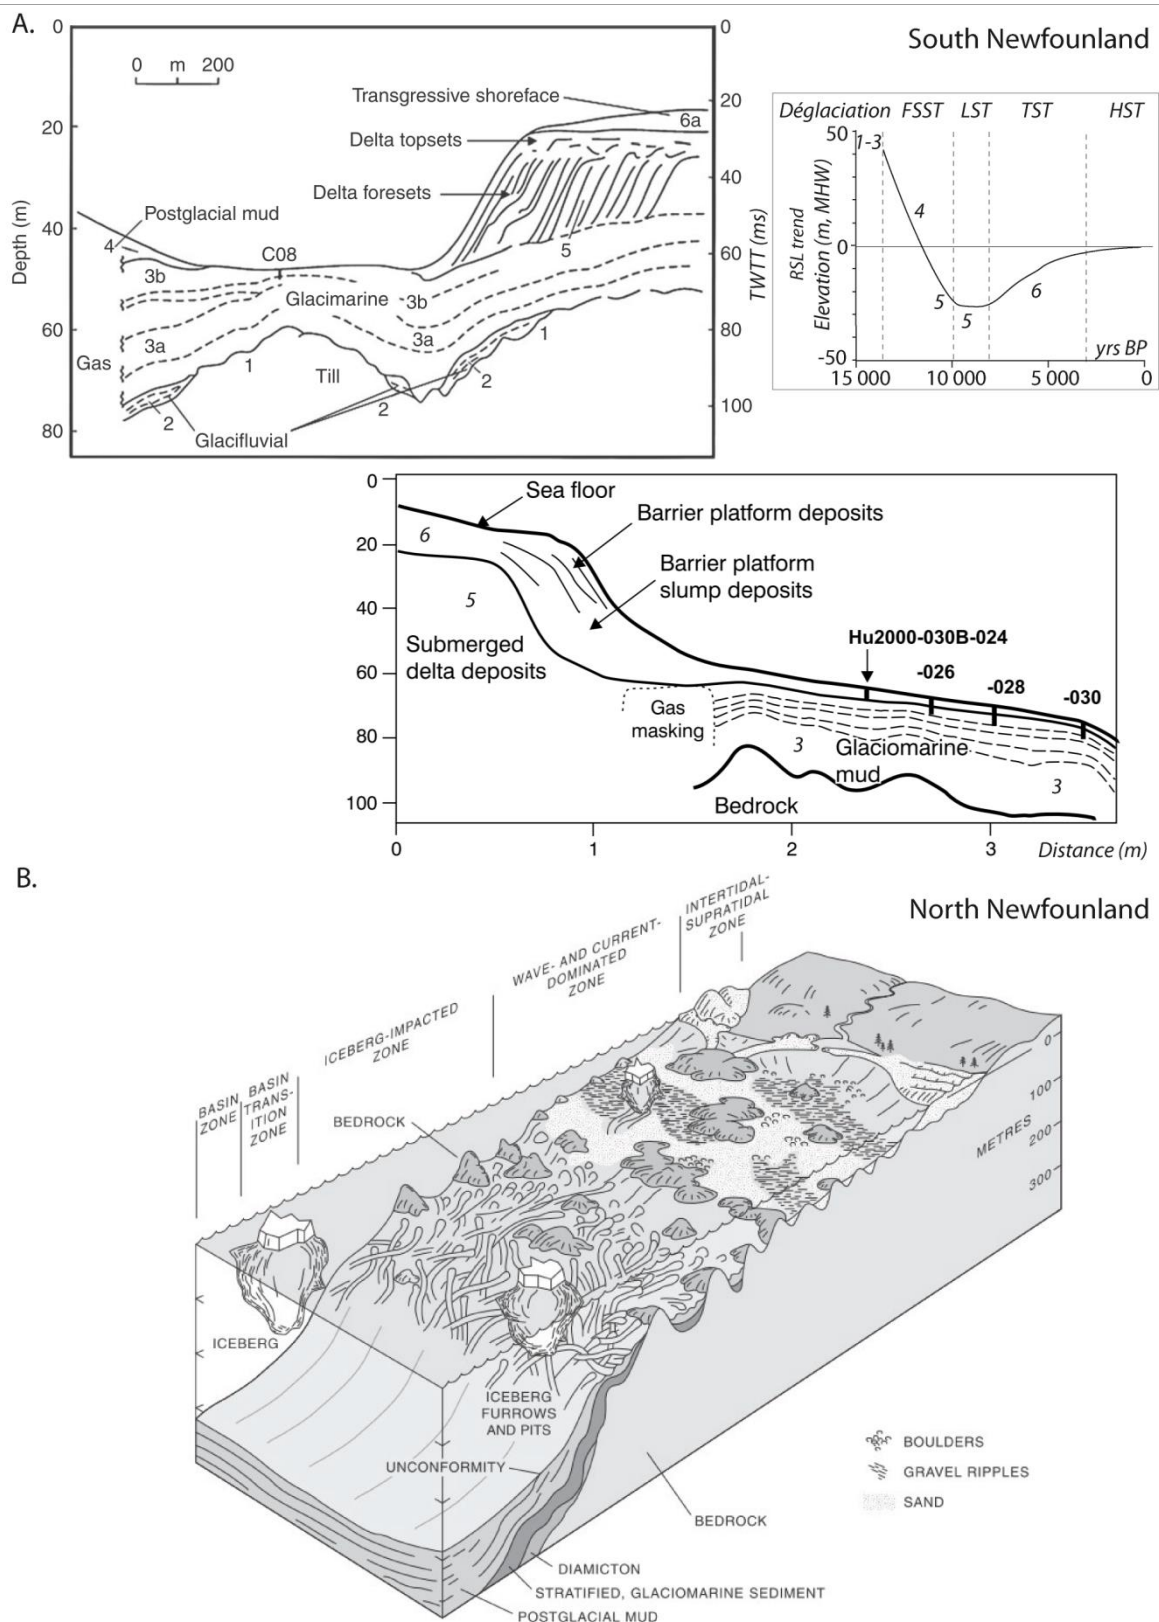 A.
South Newfounland
0
20
40
60
80
Depth (m)
0 m 200
0
20
40
60
80
100
TWTT (ms)
Transgressive shoreface
6a
Delta topsets
Delta foresets
Postglacial mud
4
C08
5
3b
Glacimarine
3b
3a
3a
1
1
Gas
Till
2
2
2
Glacifluvial
Déglaciation FSST LST TST HST
50
0
-50
RSL trend
Elevation (m, MHW)
1-3
4
5
5
6
yrs BP
15 000 10 000 5 000 0
0
20
40
60
80
100
Sea floor
Barrier platform deposits
6
Barrier platform
slump deposits
5
Submerged
delta deposits
Hu2000-030B-024
-026
-028
-030
Gas
masking
3
Glaciomarine
mud
3
Bedrock
0 1 2 3 Distance (m)
B.
North Newfounland
INTERTIDAL-
SUPRATIDAL
ZONE
WAVE- AND CURRENT-
DOMINATED
ZONE
ICEBERG-IMPACTED
ZONE
BASIN
TRANS-
ITION
ZONE
BASIN
ZONE
BEDROCK
0
100
200
300
METRES
ICEBERG
ICEBERG
FURROWS
AND PITS
UNCONFORMITY
BOULDERS
GRAVEL RIPPLES
SAND
BEDROCK
DIAMICTON
STRATIFIED, GLACIOMARINE SEDIMENT
POSTGLACIAL MUD